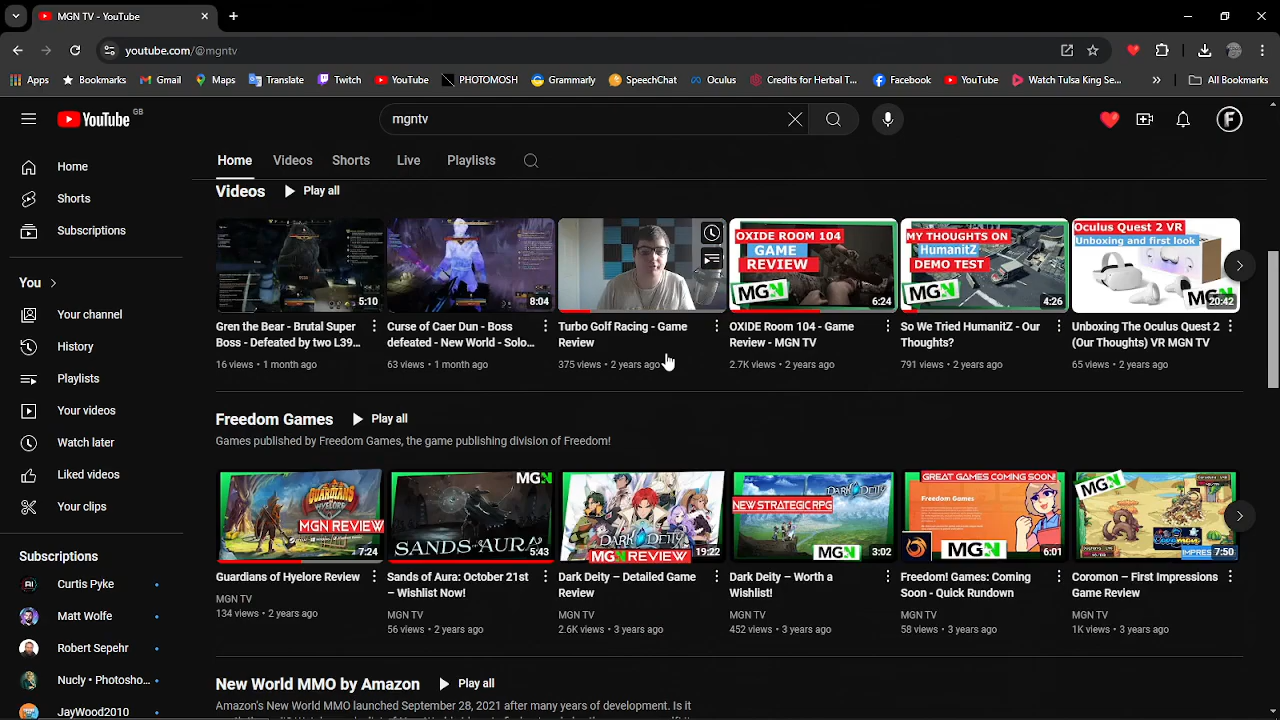 MGN TV - YouTube
youtube.com/@mgntv
Apps Bookmarks Gmail Maps Translate Twitch YouTube PHOTOMOSH Grammarly SpeechChat Oculus Credits for Herbal T... Facebook YouTube Watch Tulsa King Se... All Bookmarks
YouTube GB
mgntv
F
Home Videos Shorts Live Playlists
Home
Shorts
Subscriptions
You
Your channel
History
Playlists
Your videos
Watch later
Liked videos
Your clips
Subscriptions
Curtis Pyke
Matt Wolfe
Robert Sepehr
Nucly • Photosho...
JayWood2010
Videos Play all
5:10
8:04
OXIDE ROOM 104
GAME
REVIEW
MGN
6:24
MY THOUGHTS ON
HumanitZ
DEMO TEST
MGN
4:26
Oculus Quest 2 VR
Unboxing and first look
MGN
20:42
Gren the Bear - Brutal Super
Boss - Defeated by two L39...
16 views • 1 month ago
Curse of Caer Dun - Boss
defeated - New World - Solo...
63 views • 1 month ago
Turbo Golf Racing - Game
Review
375 views • 2 years ago
OXIDE Room 104 - Game
Review - MGN TV
2.7K views • 2 years ago
So We Tried HumanitZ - Our
Thoughts?
791 views • 2 years ago
Unboxing The Oculus Quest 2
(Our Thoughts) VR MGN TV
65 views • 2 years ago
Freedom Games Play all
Games published by Freedom Games, the game publishing division of Freedom!
GUARDIANS
HYELORE
MGN REVIEW
7:24
MGN
SANDS of AURA
5:43
DARK DEITY
MGN REVIEW
19:22
DARK DEITY
NEW STRATEGIC RPG
MGN
3:02
GREAT GAMES COMING SOON
Freedom Games
MGN
6:01
MGN
COROMON
IMPRES
7:50
Guardians of Hyelore Review
MGN TV
134 views • 2 years ago
Sands of Aura: October 21st
– Wishlist Now!
MGN TV
56 views • 2 years ago
Dark Deity – Detailed Game
Review
MGN TV
2.6K views • 3 years ago
Dark Deity – Worth a
Wishlist!
MGN TV
452 views • 3 years ago
Freedom! Games: Coming
Soon - Quick Rundown
MGN TV
58 views • 3 years ago
Coromon – First Impressions
Game Review
MGN TV
1K views • 3 years ago
New World MMO by Amazon Play all
Amazon's New World MMO launched September 28, 2021 after many years of development. Is it